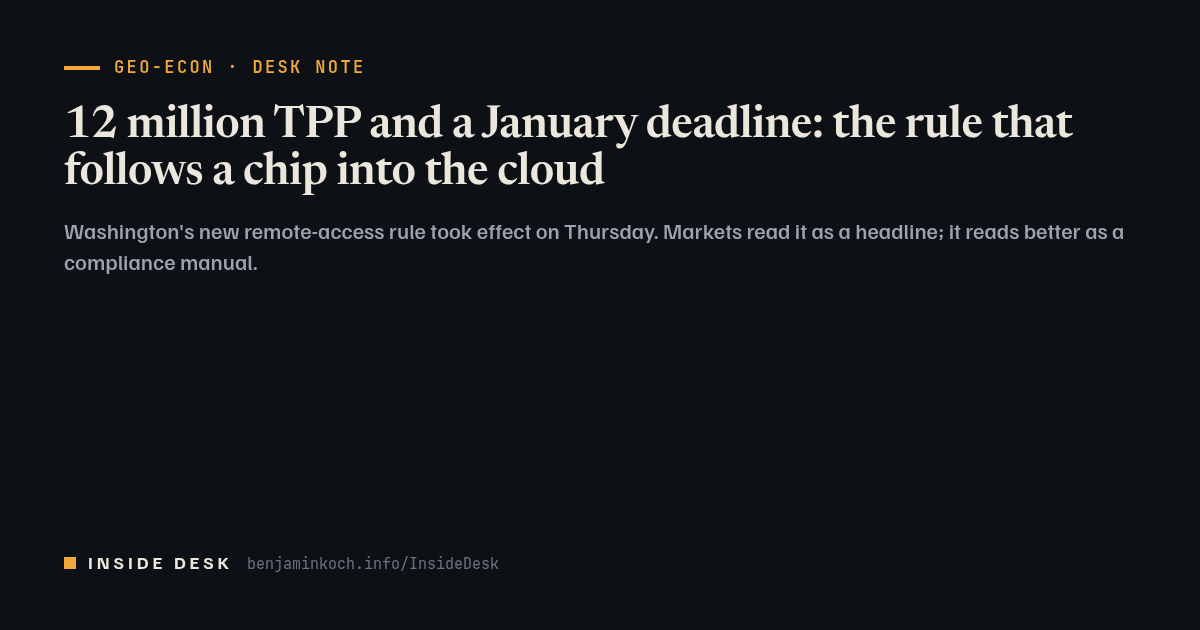 GEO-ECON · DESK NOTE
12 million TPP and a January deadline: the rule that
follows a chip into the cloud
Washington's new remote-access rule took effect on Thursday. Markets read it as a headline; it reads better as a
compliance manual.
INSIDE DESK benjaminkoch.info/InsideDesk